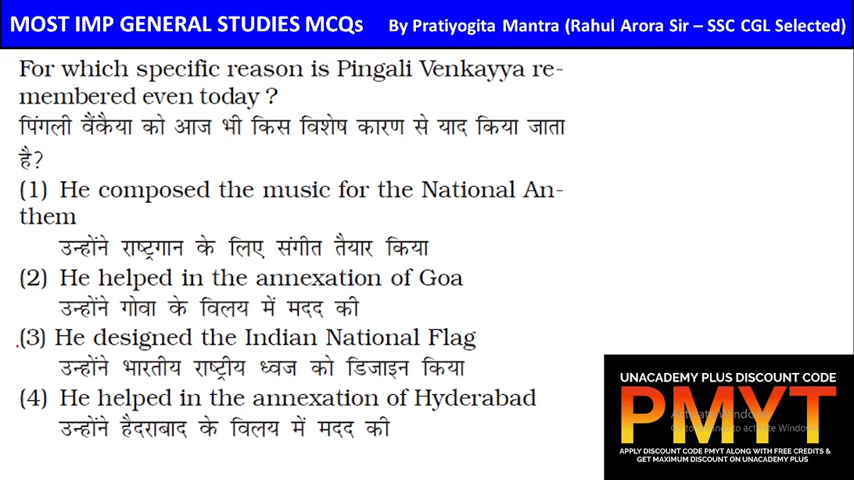 MOST IMP GENERAL STUDIES MCQs By Pratiyogita Mantra (Rahul Arora Sir – SSC CGL Selected)
For which specific reason is Pingali Venkayya re-
membered even today ?
पिंगली वैंकैया को आज भी किस विशेष कारण से याद किया जाता
है?
(1) He composed the music for the National An-
them
उन्होंने राष्ट्रगान के लिए संगीत तैयार किया
(2) He helped in the annexation of Goa
उन्होंने गोवा के विलय में मदद की
(3) He designed the Indian National Flag
उन्होंने भारतीय राष्ट्रीय ध्वज को डिजाइन किया
(4) He helped in the annexation of Hyderabad
उन्होंने हैदराबाद के विलय में मदद की
UNACADEMY PLUS DISCOUNT CODE
PMYT
Activate Windows
to activate Windows
APPLY DISCOUNT CODE PMYT ALONG WITH FREE CREDITS &
GET MAXIMUM DISCOUNT ON UNACADEMY PLUS